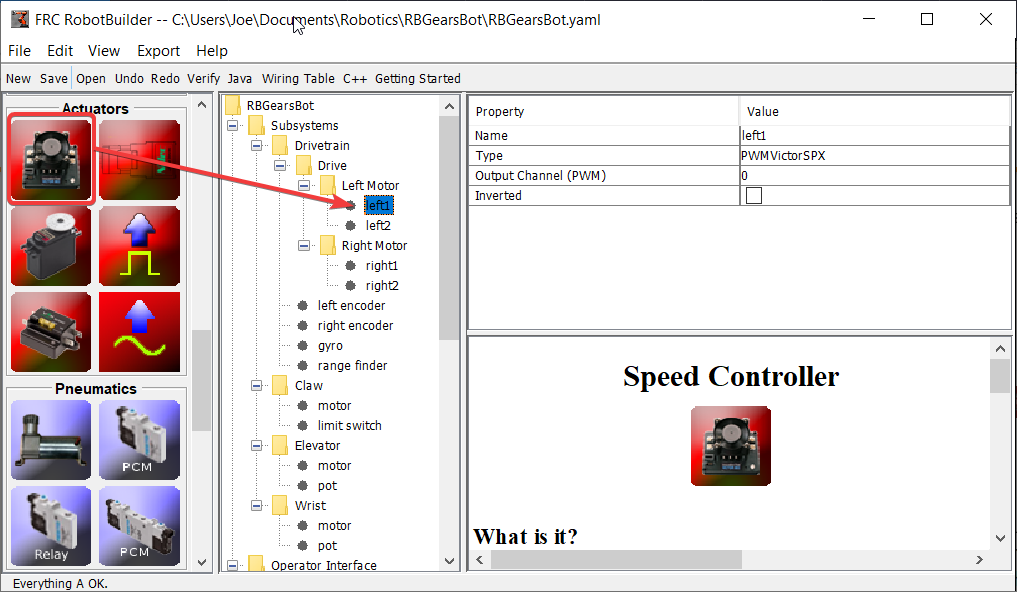 FRC RobotBuilder -- C:\Users\Joe\Documents\Robotics\RBGearsBot\RBGearsBot.yaml
File Edit View Export Help
New Save Open Undo Redo Verify Java Wiring Table C++ Getting Started
Actuators
Pneumatics
PCM
Relay
PCM
RBGearsBot
Subsystems
Drivetrain
Drive
Left Motor
left1
left2
Right Motor
right1
right2
left encoder
right encoder
gyro
range finder
Claw
motor
limit switch
Elevator
motor
pot
Wrist
motor
pot
Operator Interface
Property Value
Name left1
Type PWMVictorSPX
Output Channel (PWM) 0
Inverted
Speed Controller
What is it?
Everything A OK.